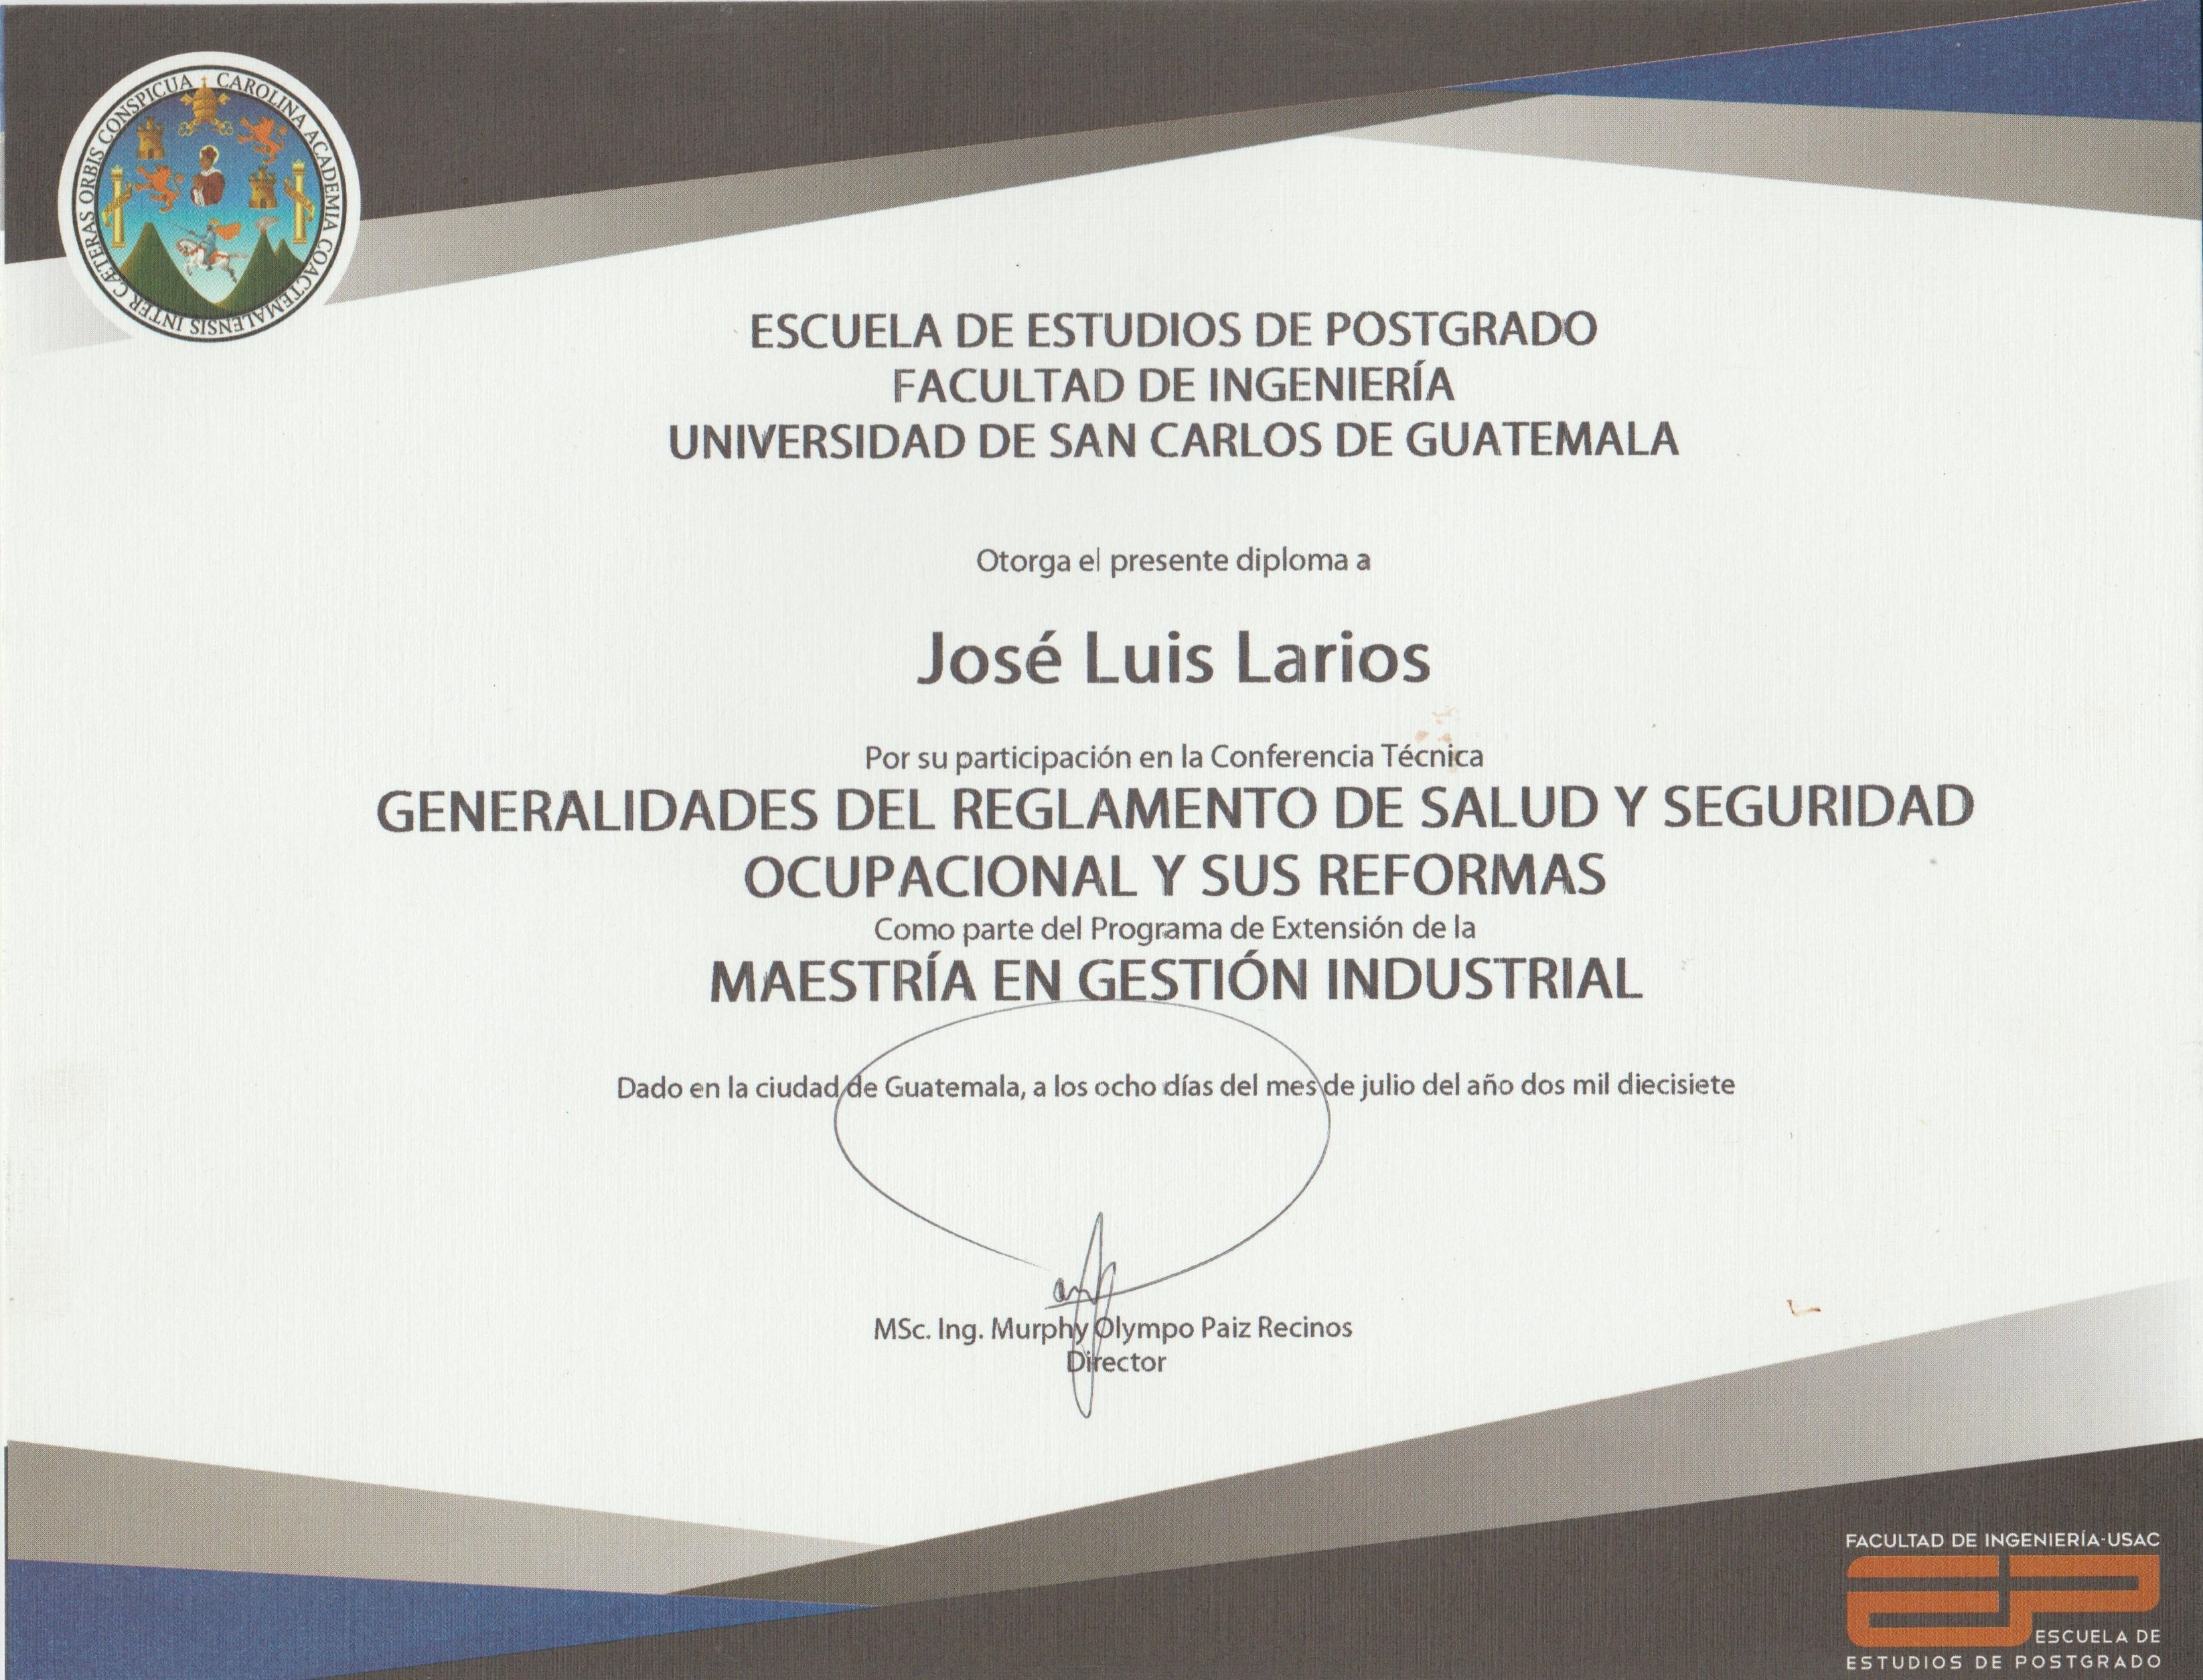 CAROLINA ACADEMIA COACTEMALENSIS INTER CÆTERAS ORBIS CONSPICUA
ESCUELA DE ESTUDIOS DE POSTGRADO
FACULTAD DE INGENIERÍA
UNIVERSIDAD DE SAN CARLOS DE GUATEMALA
Otorga el presente diploma a
José Luis Larios
Por su participación en la Conferencia Técnica
GENERALIDADES DEL REGLAMENTO DE SALUD Y SEGURIDAD
OCUPACIONAL Y SUS REFORMAS
Como parte del Programa de Extensión de la
MAESTRÍA EN GESTIÓN INDUSTRIAL
Dado en la ciudad de Guatemala, a los ocho días del mes de julio del año dos mil diecisiete
MSc. Ing. Murphy Olympo Paiz Recinos
Director
FACULTAD DE INGENIERÍA-USAC
EP
ESCUELA DE
ESTUDIOS DE POSTGRADO